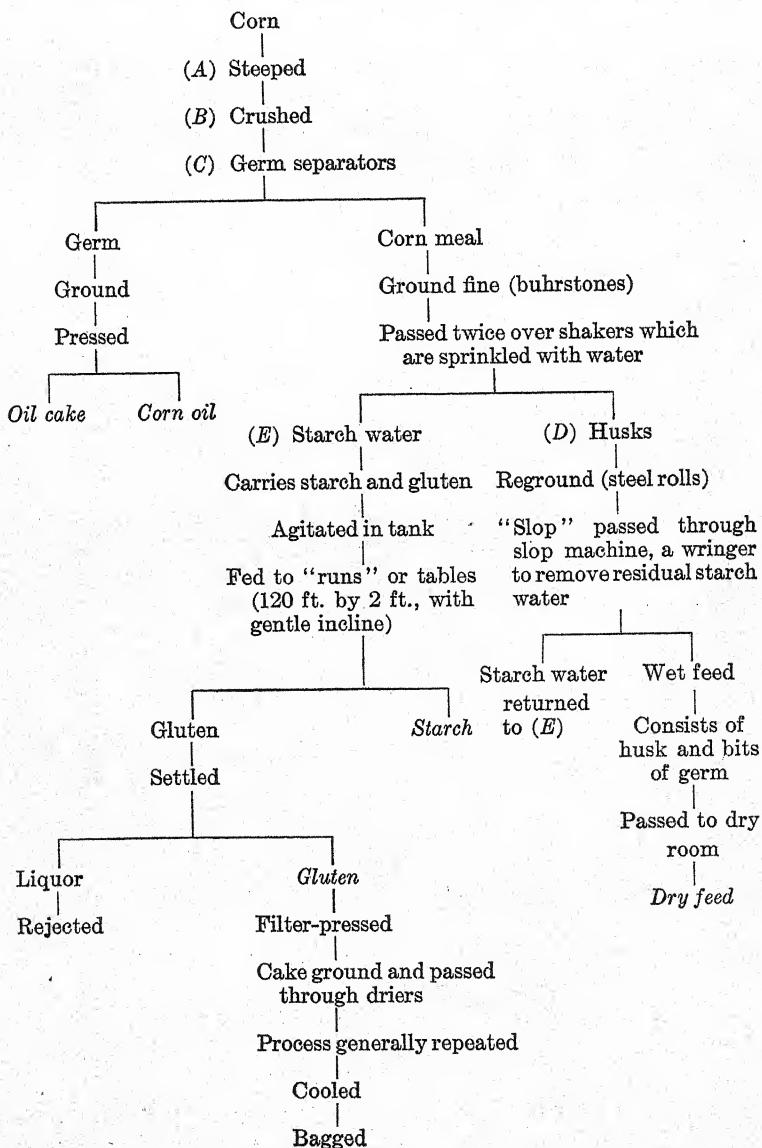 Corn
(A) Steeped
(B) Crushed
(C) Germ separators
Germ
Ground
Pressed
Oil cake
Corn oil
Corn meal
Ground fine (buhrstones)
Passed twice over shakers which
are sprinkled with water
(E) Starch water
Carries starch and gluten
Agitated in tank
Fed to "runs" or tables
(120 ft. by 2 ft., with
gentle incline)
(D) Husks
Reground (steel rolls)
"Slop" passed through
slop machine, a wringer
to remove residual starch
water
Starch water
returned
to (E)
Wet feed
Consists of
husk and bits
of germ
Passed to dry
room
Dry feed
Gluten
Settled
Starch
Liquor
Rejected
Gluten
Filter-pressed
Cake ground and passed
through driers
Process generally repeated
Cooled
Bagged